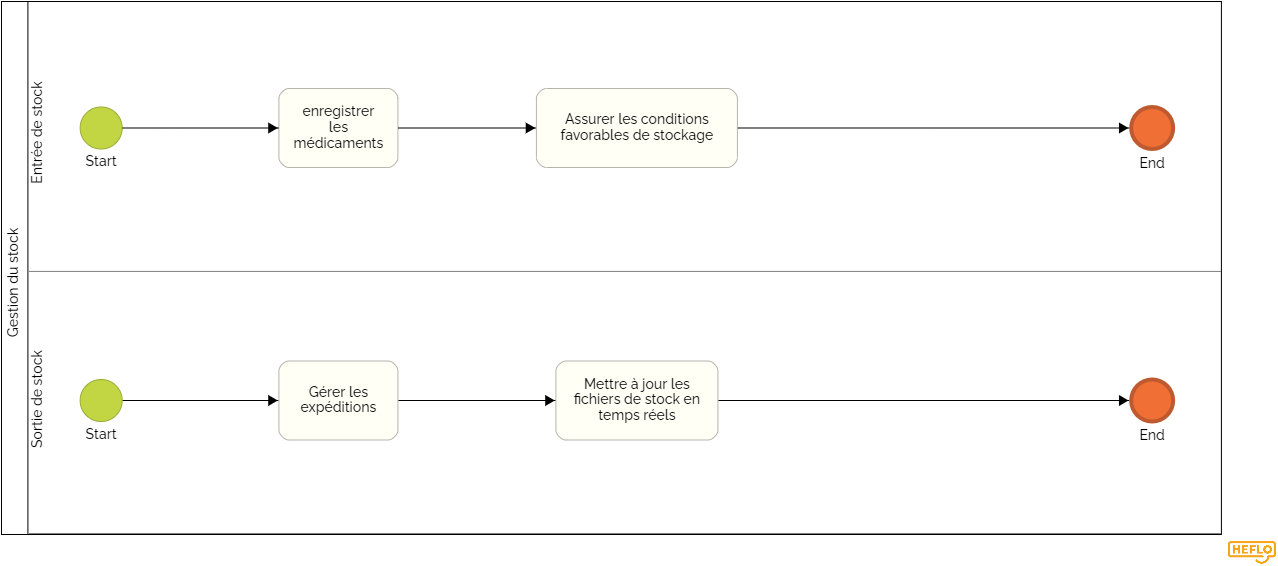 Gestion du stock
Entrée de stock
Start
enregistrer
les
médicaments
Assurer les conditions
favorables de stockage
End
Sortie de stock
Start
Gérer les
expéditions
Mettre à jour les
fichiers de stock en
temps réels
End
HEFLO